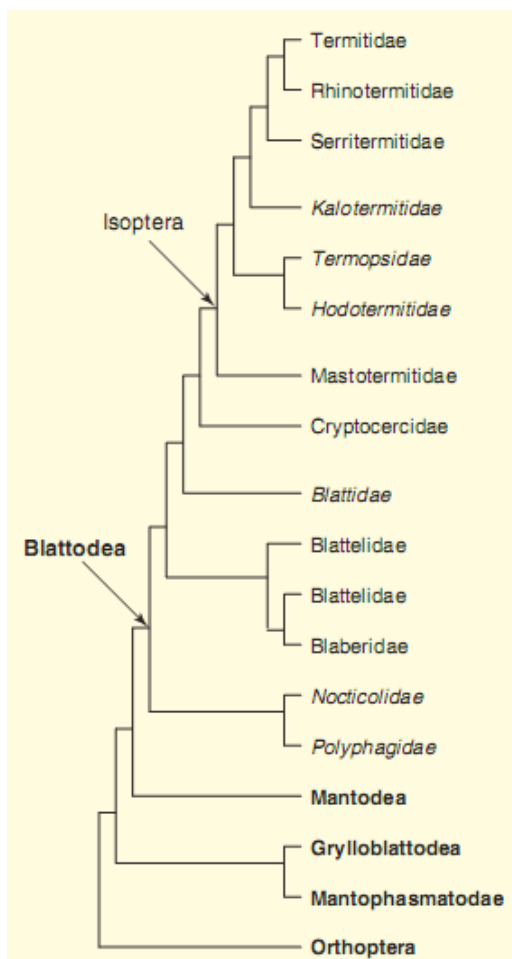 Termitidae
Rhinotermitidae
Serritermitidae
Isoptera
Kalotermitidae
Termopsidae
Hodotermitidae
Mastotermitidae
Cryptocercidae
Blattidae
Blattodea
Blattelidae
Blattelidae
Blaberidae
Nocticolidae
Polyphagidae
Mantodea
Grylloblattodea
Mantophasmatodae
Orthoptera